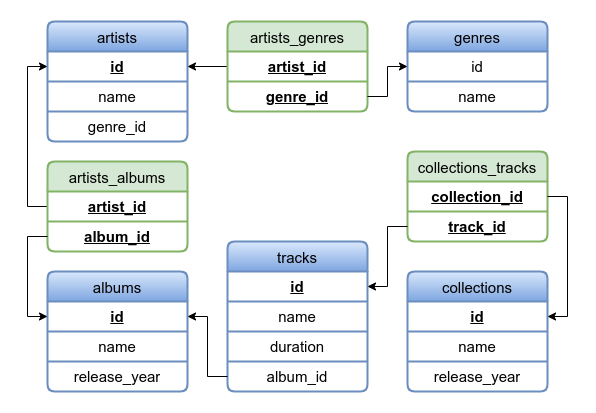 artists
id
name
genre_id
artists_genres
artist_id
genre_id
genres
id
name
artists_albums
artist_id
album_id
collections_tracks
collection_id
track_id
albums
id
name
release_year
tracks
id
name
duration
album_id
collections
id
name
release_year